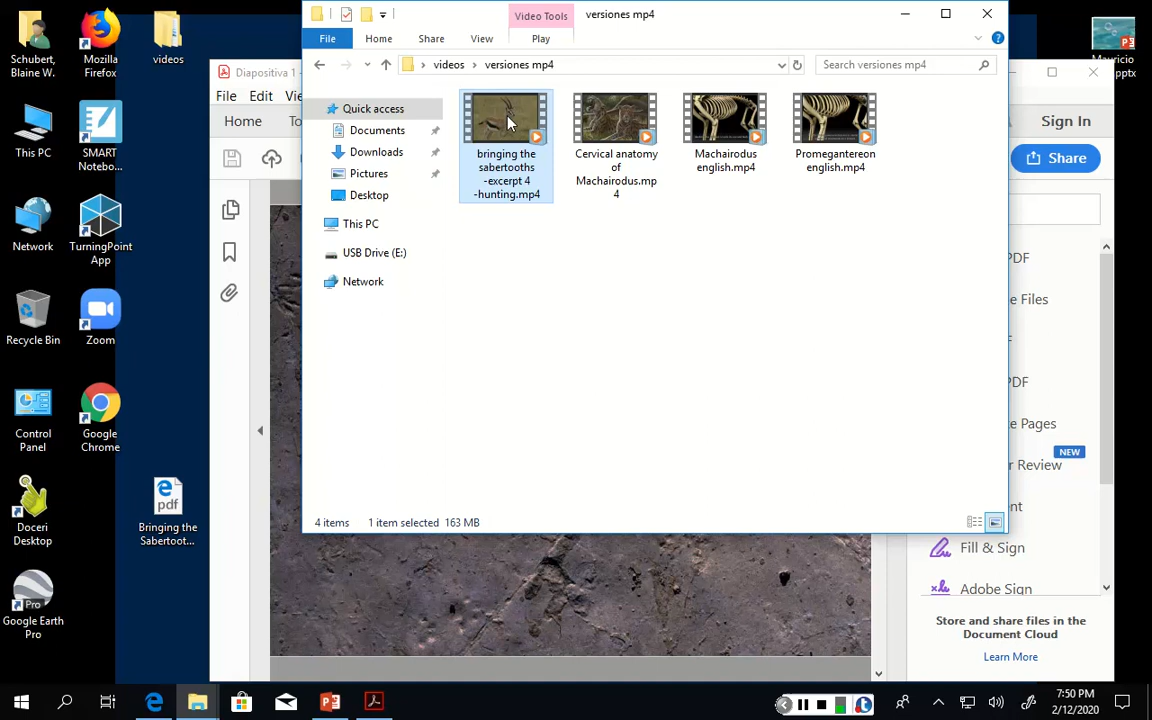 Schubert,
Blaine W.
Mozilla
Firefox
videos
This PC
SMART
Notebo...
Network
TurningPoint
App
Recycle Bin
Zoom
Control
Panel
Google
Chrome
Doceri
Desktop
pdf
Bringing the
Sabertoot...
Pro
Google Earth
Pro
Video Tools
versiones mp4
File
Home
Share
View
Play
videos
versiones mp4
Search versiones mp4
Quick access
Documents
Downloads
Pictures
Desktop
This PC
USB Drive (E:)
Network
bringing the
sabertooths
-excerpt 4
-hunting.mp4
Cervical anatomy
of
Machairodus.mp
4
Machairodus
english.mp4
Promegantereon
english.mp4
4 items
1 item selected 163 MB
Diapositiva 1 -
File
Edit
Home
Sign In
Share
PDF
Files
PDF
Pages
Review
NEW
Fill & Sign
Adobe Sign
Store and share files in the
Document Cloud
Learn More
Mauricio
7:50 PM
2/12/2020